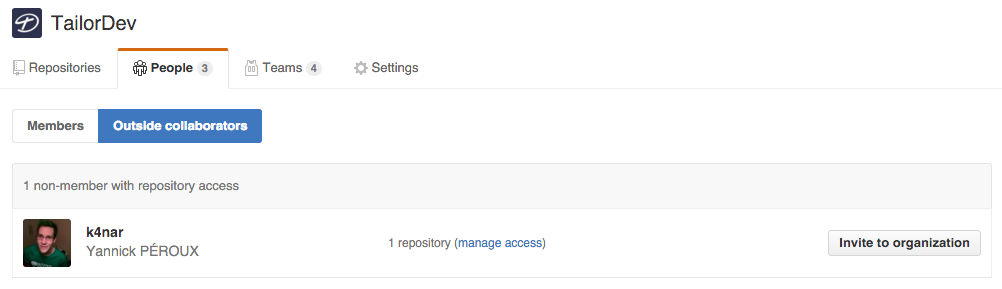 TailorDev
Repositories People 3 Teams 4 Settings
Members Outside collaborators
1 non-member with repository access
k4nar
Yannick PÉROUX
1 repository (manage access)
Invite to organization